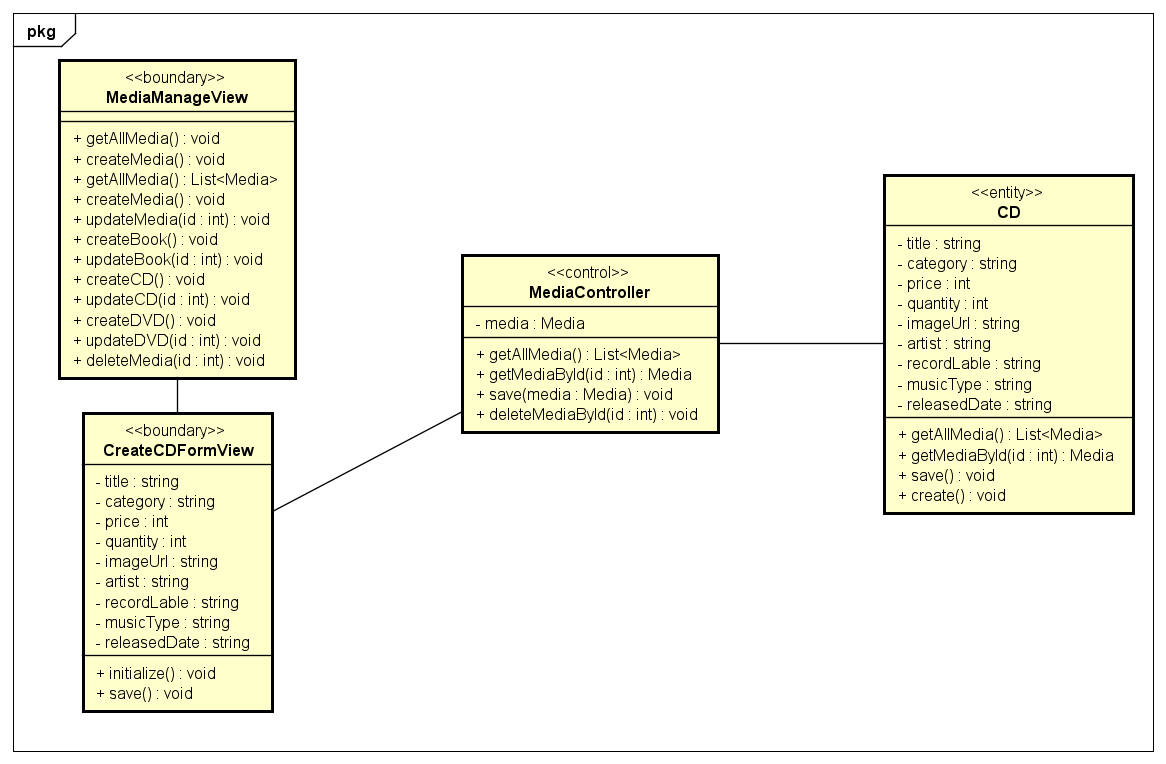 pkg
<<boundary>>
MediaManageView
+ getAllMedia() : void
+ createMedia() : void
+ getAllMedia() : List<Media>
+ createMedia() : void
+ updateMedia(id : int) : void
+ createBook() : void
+ updateBook(id : int) : void
+ createCD() : void
+ updateCD(id : int) : void
+ createDVD() : void
+ updateDVD(id : int) : void
+ deleteMedia(id : int) : void
<<boundary>>
CreateCDFormView
- title : string
- category : string
- price : int
- quantity : int
- imageUrl : string
- artist : string
- recordLable : string
- musicType : string
- releasedDate : string
+ initialize() : void
+ save() : void
<<control>>
MediaController
- media : Media
+ getAllMedia() : List<Media>
+ getMediaById(id : int) : Media
+ save(media : Media) : void
+ deleteMediaById(id : int) : void
<<entity>>
CD
- title : string
- category : string
- price : int
- quantity : int
- imageUrl : string
- artist : string
- recordLable : string
- musicType : string
- releasedDate : string
+ getAllMedia() : List<Media>
+ getMediaById(id : int) : Media
+ save() : void
+ create() : void